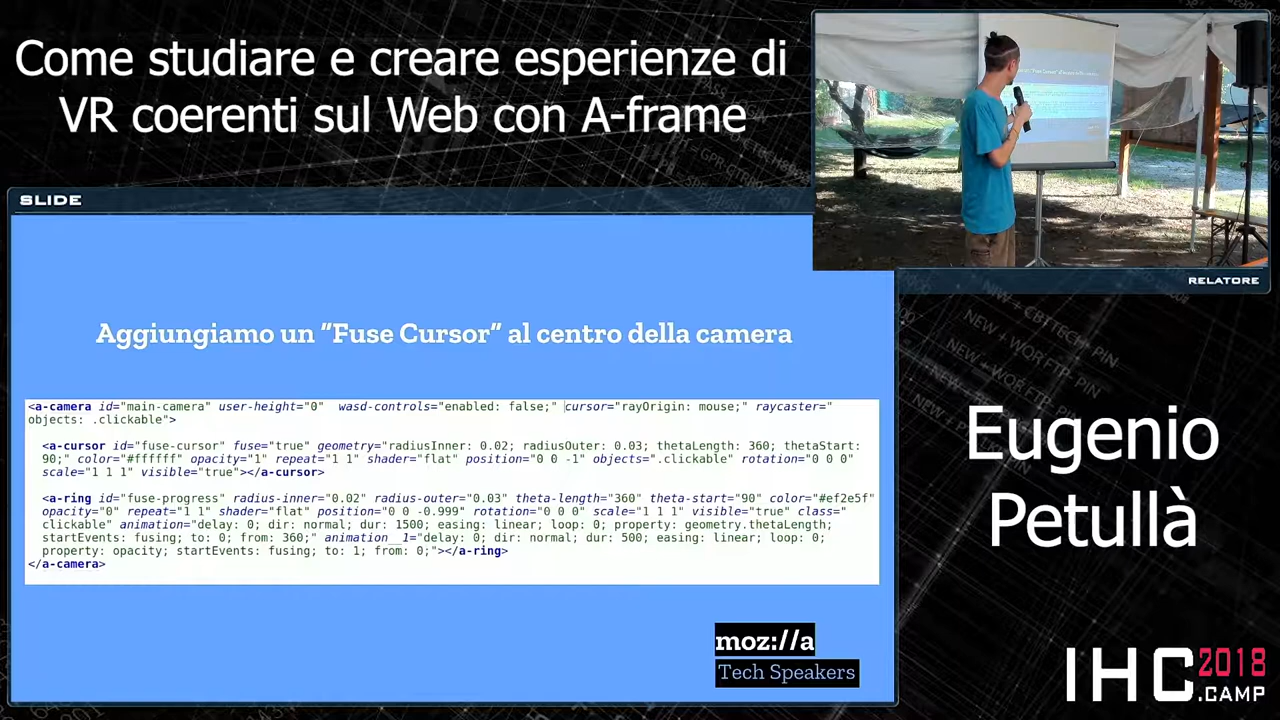 Come studiare e creare esperienze di
VR coerenti sul Web con A-frame
SLIDE
Aggiungiamo un "Fuse Cursor" al centro della camera
<a-camera id="main-camera" user-height="0"  wasd-controls="enabled: false;" cursor="rayOrigin: mouse;" raycaster="
objects: .clickable">
<a-cursor id="fuse-cursor" fuse="true" geometry="radiusInner: 0.02; radiusOuter: 0.03; thetaLength: 360; thetaStart:
90;" color="#ffffff" opacity="1" repeat="1 1" shader="flat" position="0 0 -1" objects=".clickable" rotation="0 0 0"
scale="1 1 1" visible="true"></a-cursor>
<a-ring id="fuse-progress" radius-inner="0.02" radius-outer="0.03" theta-length="360" theta-start="90" color="#ef2e5f"
opacity="0" repeat="1 1" shader="flat" position="0 0 -0.999" rotation="0 0 0" scale="1 1 1" visible="true" class="
clickable" animation="delay: 0; dir: normal; dur: 1500; easing: linear; loop: 0; property: geometry.thetaLength;
startEvents: fusing; to: 0; from: 360;" animation__1="delay: 0; dir: normal; dur: 500; easing: linear; loop: 0;
property: opacity; startEvents: fusing; to: 1; from: 0;"></a-ring>
</a-camera>
moz://a
Tech Speakers
RELATORE
NEW + CBTTECH+ PIN
NEW + WOR FTP- PIN
Eugenio
Petullà
IHC 2018
.CAMP